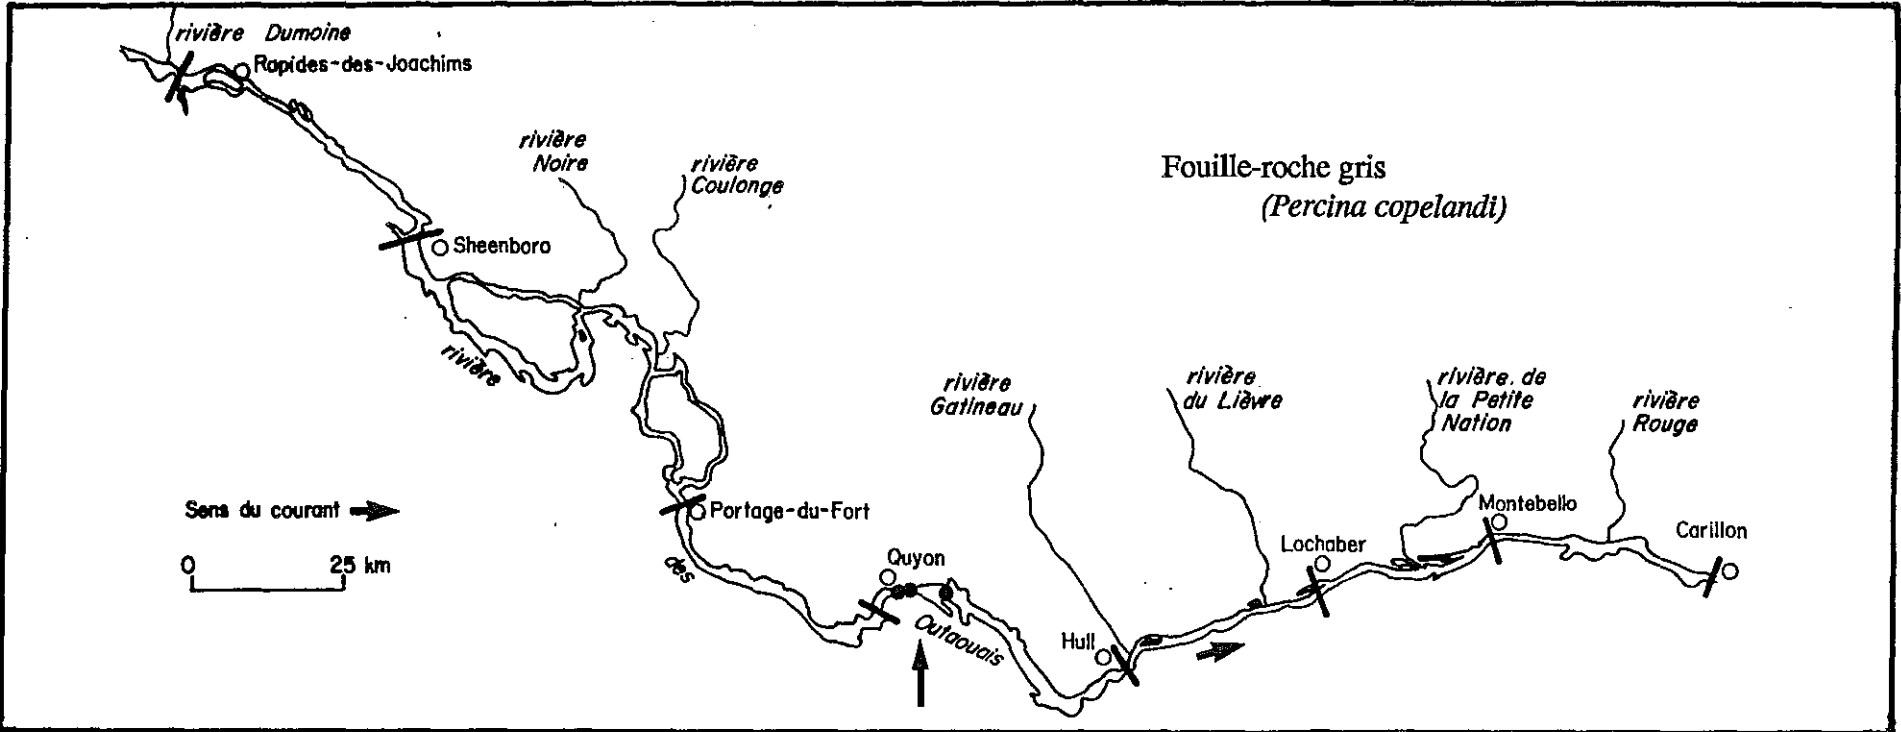 rivière Dumoine
Rapides-des-Joachims
rivière
Noire
rivière
Coulonge
Fouille-roche gris
(Percina copelandi)
Sheenboro
rivière
rivière
Gatineau
rivière
du Lièvre
rivière. de
la Petite
Nation
rivière
Rouge
Sens du courant
Portage-du-Fort
Montebello
Carillon
Lochaber
0 25 km
des
Quyon
Outaouais
Hull